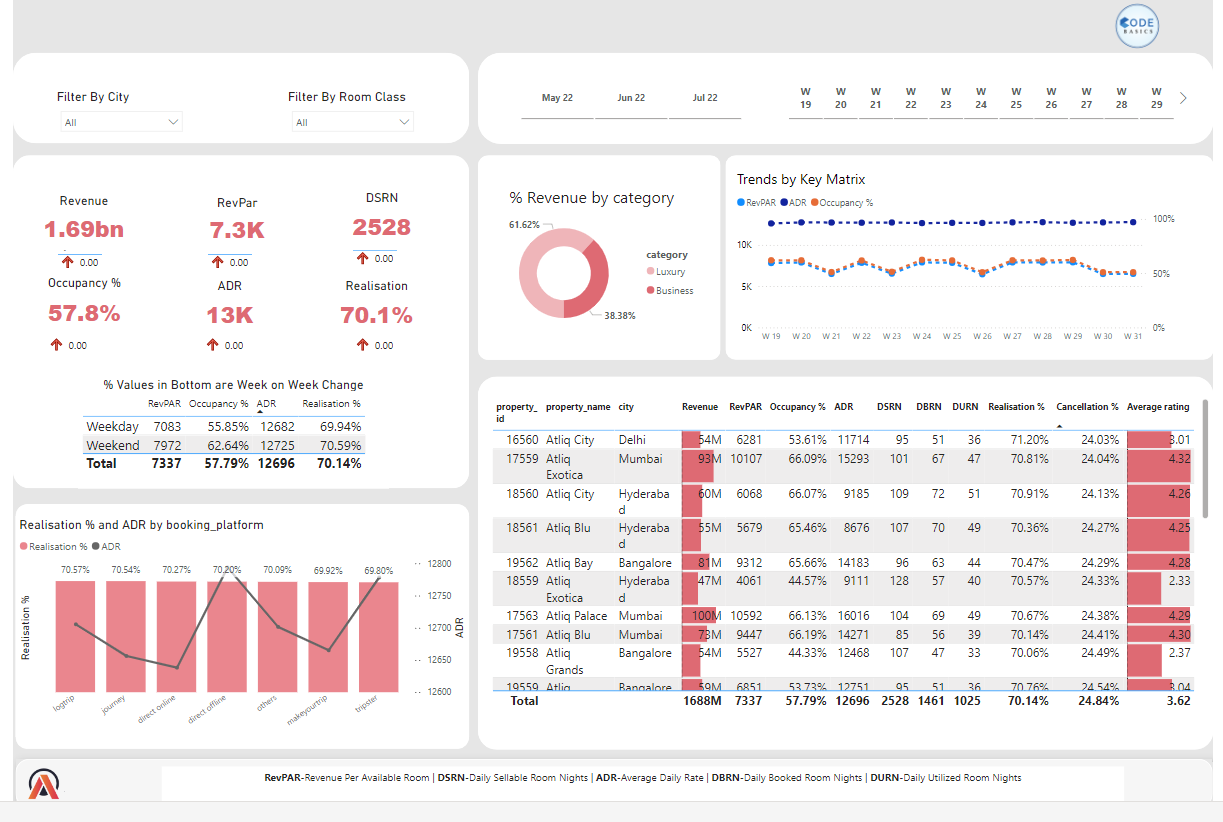 CODE
BASICS
Filter By City
Filter By Room Class
All
All
May 22 Jun 22 Jul 22
W 19 W 20 W 21 W 22 W 23 W 24 W 25 W 26 W 27 W 28 W 29
Revenue
1.69bn
0.00
RevPar
7.3K
0.00
DSRN
2528
0.00
Occupancy %
57.8%
0.00
ADR
13K
0.00
Realisation
70.1%
0.00
% Values in Bottom are Week on Week Change
RevPAR Occupancy % ADR Realisation %
Weekday 7083 55.85% 12682 69.94%
Weekend 7972 62.64% 12725 70.59%
Total 7337 57.79% 12696 70.14%
% Revenue by category
61.62%
38.38%
category
Luxury
Business
Trends by Key Matrix
RevPAR ADR Occupancy %
100%
10K
5K
50%
0K
0%
W 19 W 20 W 21 W 22 W 23 W 24 W 25 W 26 W 27 W 28 W 29 W 30 W 31
property_
id
property_name city Revenue RevPAR Occupancy % ADR DSRN DBRN DURN Realisation % Cancellation % Average rating
16560 Atliq City Delhi 54M 6281 53.61% 11714 95 51 36 71.20% 24.03% 3.01
17559 Atliq Mumbai 93M 10107 66.09% 15293 101 67 47 70.81% 24.04% 4.32
Exotica
18560 Atliq City Hyderaba 60M 6068 66.07% 9185 109 72 51 70.91% 24.13% 4.26
d
18561 Atliq Blu Hyderaba 55M 5679 65.46% 8676 107 70 49 70.36% 24.27% 4.25
d
19562 Atliq Bay Bangalore 81M 9312 65.66% 14183 96 63 44 70.47% 24.29% 4.28
18559 Atliq Hyderaba 47M 4061 44.57% 9111 128 57 40 70.57% 24.33% 2.33
Exotica d
17563 Atliq Palace Mumbai 100M 10592 66.13% 16016 104 69 49 70.67% 24.38% 4.29
17561 Atliq Blu Mumbai 73M 9447 66.19% 14271 85 56 39 70.14% 24.41% 4.30
19558 Atliq Bangalore 54M 5527 44.33% 12468 107 47 33 70.06% 24.49% 2.37
Grands
19559 Atliq Bangalore 59M 6851 53.73% 12751 95 51 36 70.76% 24.54% 3.04
Total 1688M 7337 57.79% 12696 2528 1461 1025 70.14% 24.84% 3.62
Realisation % and ADR by booking_platform
Realisation % ADR
70.57% 70.54% 70.27% 70.20% 70.09% 69.92% 69.80%
12800
12750
12700
12650
12600
Realisation %
ADR
logtrip journey direct online direct offline others makeyourtrip tripster
RevPAR-Revenue Per Available Room | DSRN-Daily Sellable Room Nights | ADR-Average Daily Rate | DBRN-Daily Booked Room Nights | DURN-Daily Utilized Room Nights